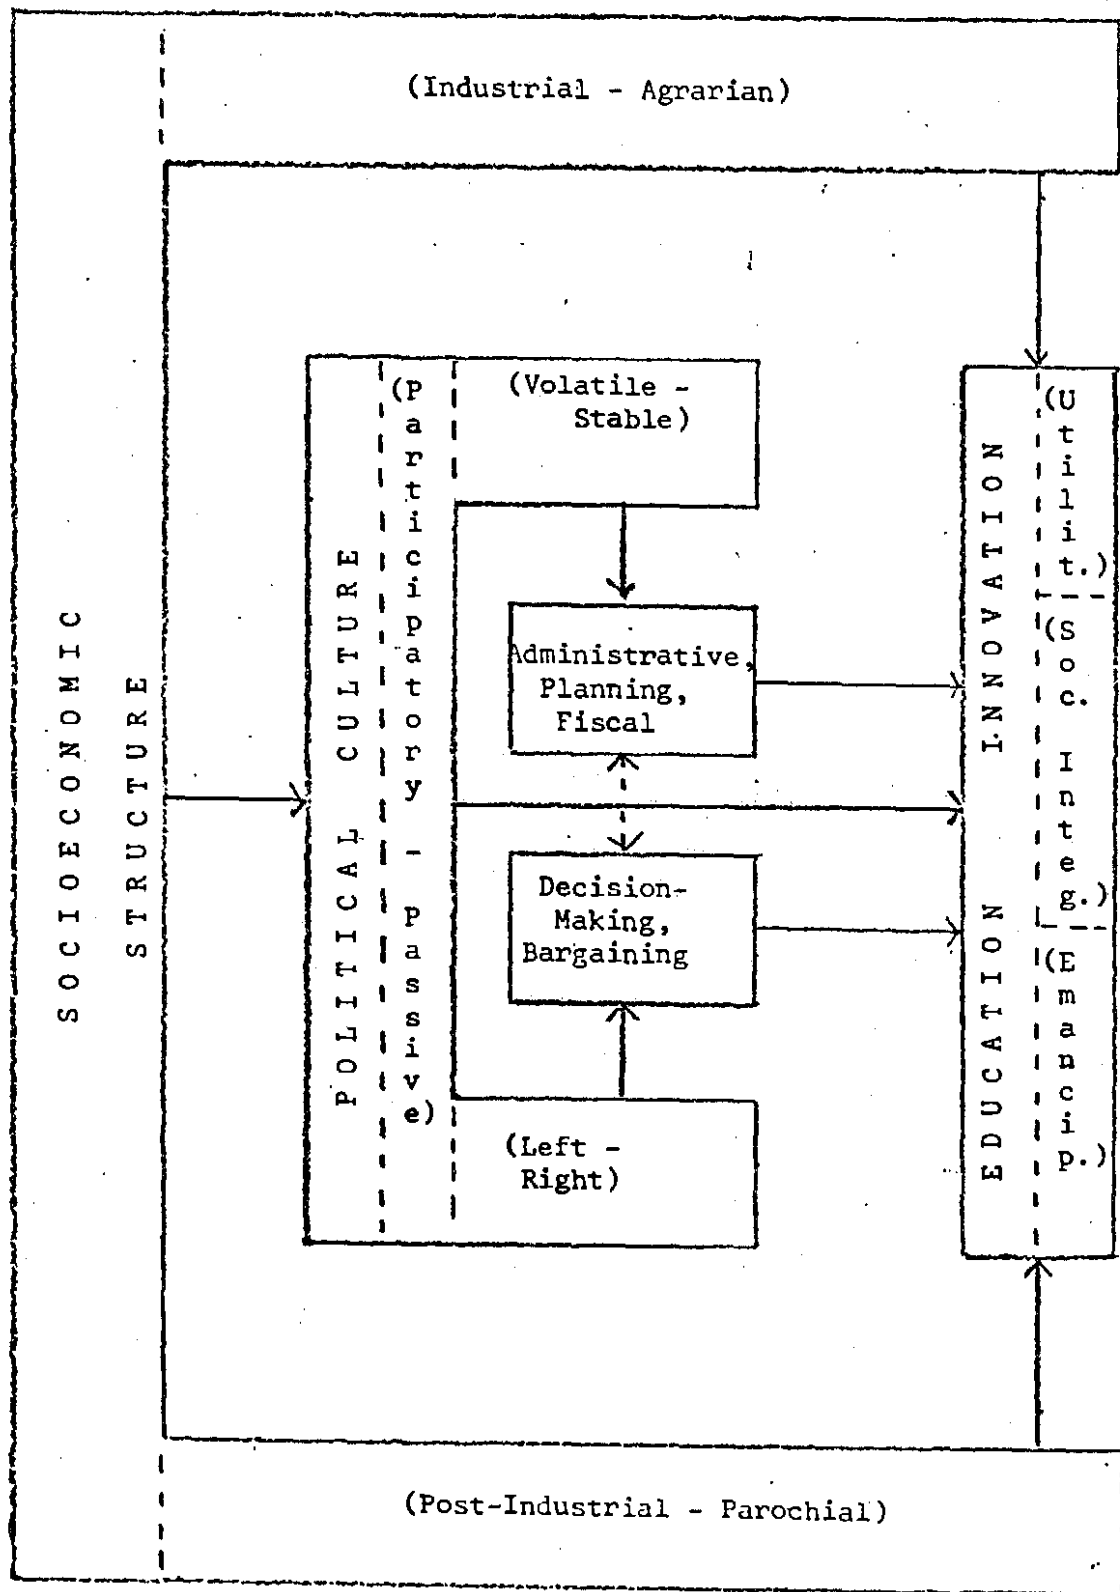 (Industrial - Agrarian)
SOCIOECONOMIC
STRUCTURE
POLITICAL CULTURE
(Participatory - Passive)
(Volatile -
Stable)
Administrative,
Planning,
Fiscal
Decision-
Making,
Bargaining
(Left -
Right)
EDUCATION INNOVATION
(Utilit.)
(Soc. Integ.)
(Emancip.)
(Post-Industrial - Parochial)